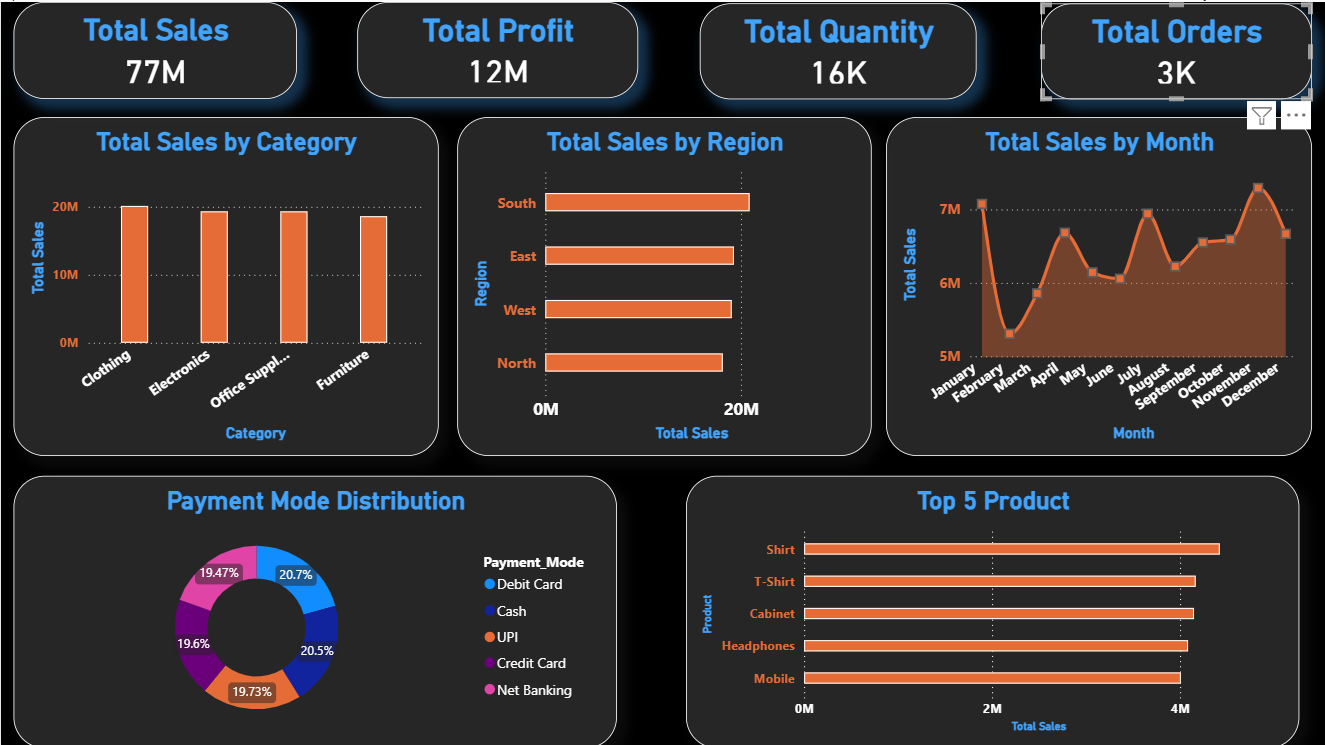 Total Sales
77M
Total Profit
12M
Total Quantity
16K
Total Orders
3K
Total Sales by Category
Total Sales
20M
10M
0M
Clothing
Electronics
Office Suppl...
Furniture
Category
Total Sales by Region
Region
South
East
West
North
0M
20M
Total Sales
Total Sales by Month
Total Sales
7M
6M
5M
January
February
March
April
May
June
July
August
September
October
November
December
Month
Payment Mode Distribution
19.47%
20.7%
19.6%
20.5%
19.73%
Payment_Mode
Debit Card
Cash
UPI
Credit Card
Net Banking
Top 5 Product
Product
Shirt
T-Shirt
Cabinet
Headphones
Mobile
0M
2M
4M
Total Sales